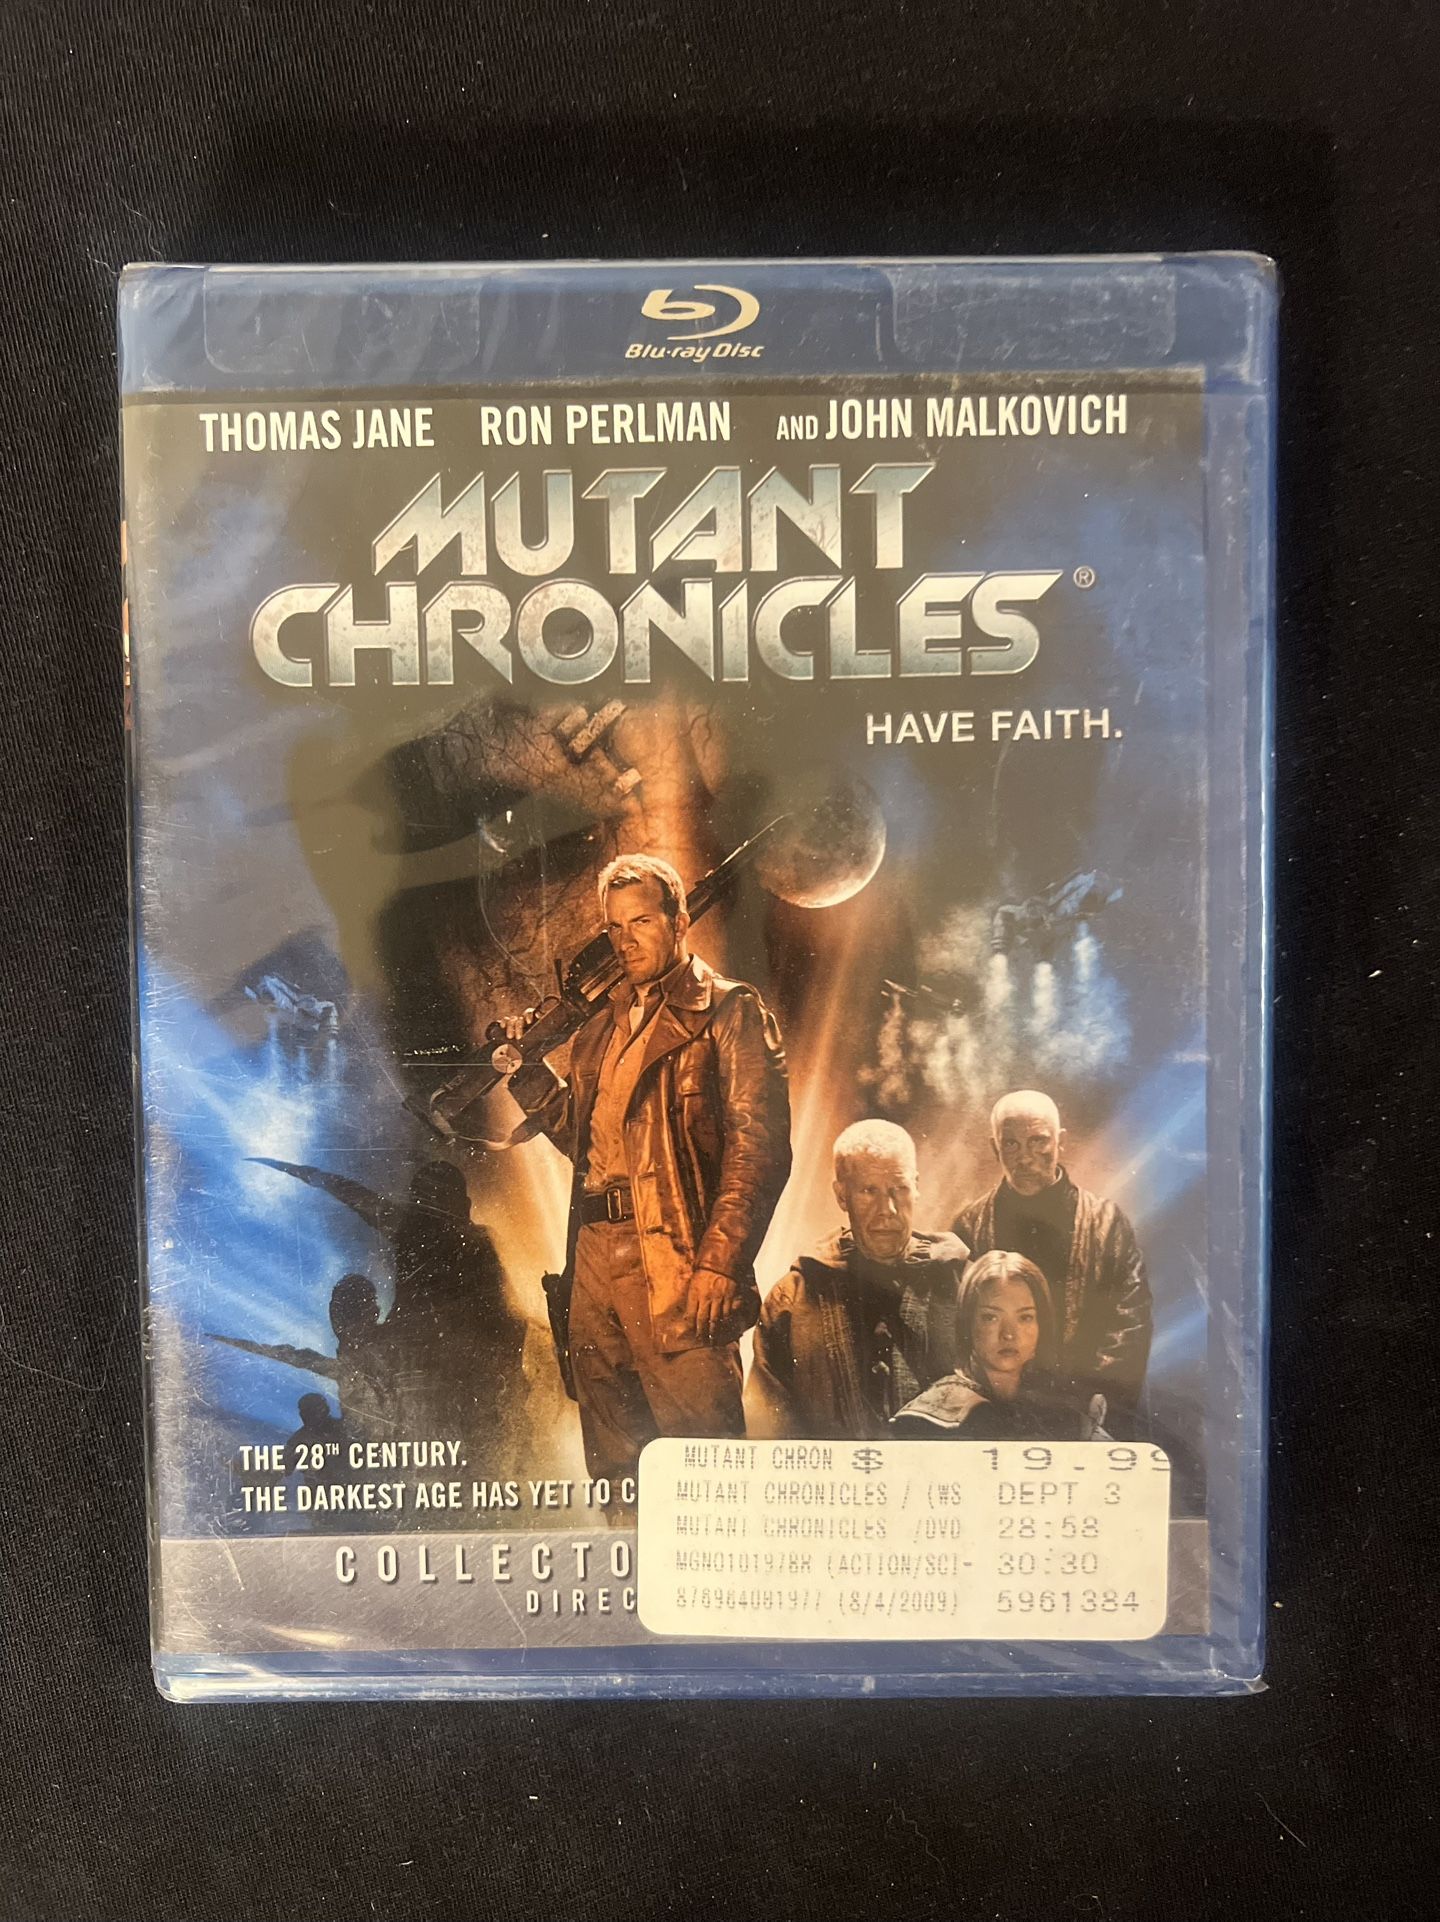 Blu-ray Disc
THOMAS JANE RON PERLMAN AND JOHN MALKOVICH
MUTANT
CHRONICLES®
HAVE FAITH.
THE 28TH CENTURY.
THE DARKEST AGE HAS YET TO C
COLLECTO
DIREC
MUTANT CHRON $ 19.99
MUTANT CHRONICLES / (WS DEPT 3
MUTANT CHRONICLES /DVD 28:58
(ACTION/SCI- 30:30
(8/4/2009) 5961384